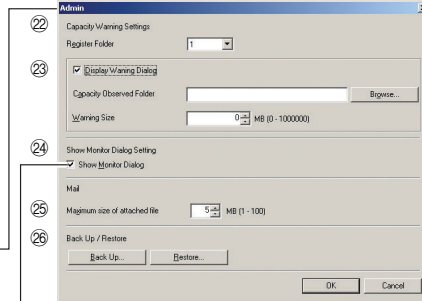 Admin
㉒ Capacity Warning Settings
Register Folder 1
㉓ Display Waning Dialog
Capacity Observed Folder Browse...
Warning Size 0 MB (0 - 1000000)
㉔ Show Monitor Dialog Setting
Show Monitor Dialog
Mail
㉕ Maximum size of attached file 5 MB (1 - 100)
㉖ Back Up / Restore
Back Up... Restore...
OK Cancel